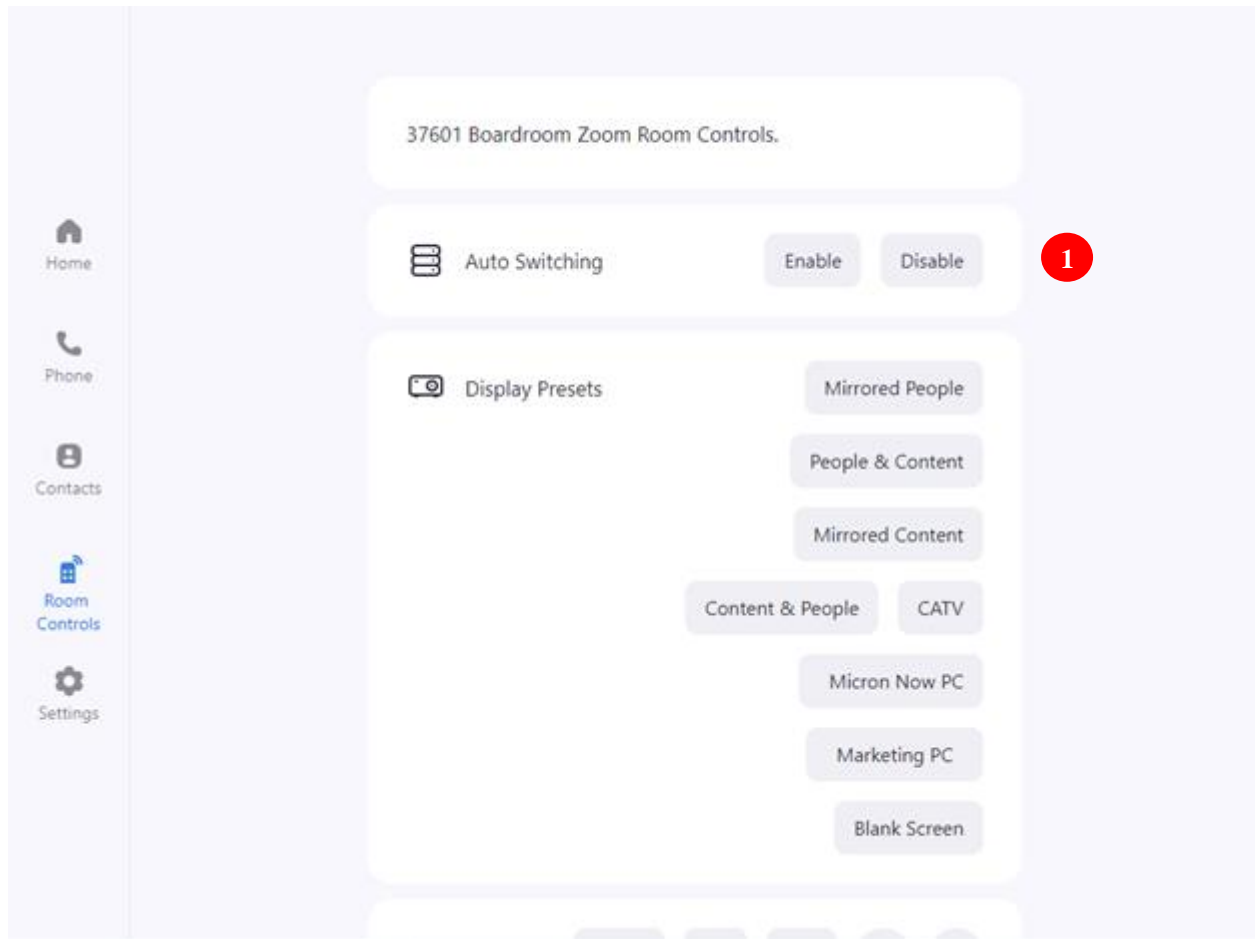 37601 Boardroom Zoom Room Controls.
Home
Auto Switching
Enable
Disable
1
Phone
Display Presets
Mirrored People
People & Content
Contacts
Mirrored Content
Room
Controls
Content & People
CATV
Settings
Micron Now PC
Marketing PC
Blank Screen